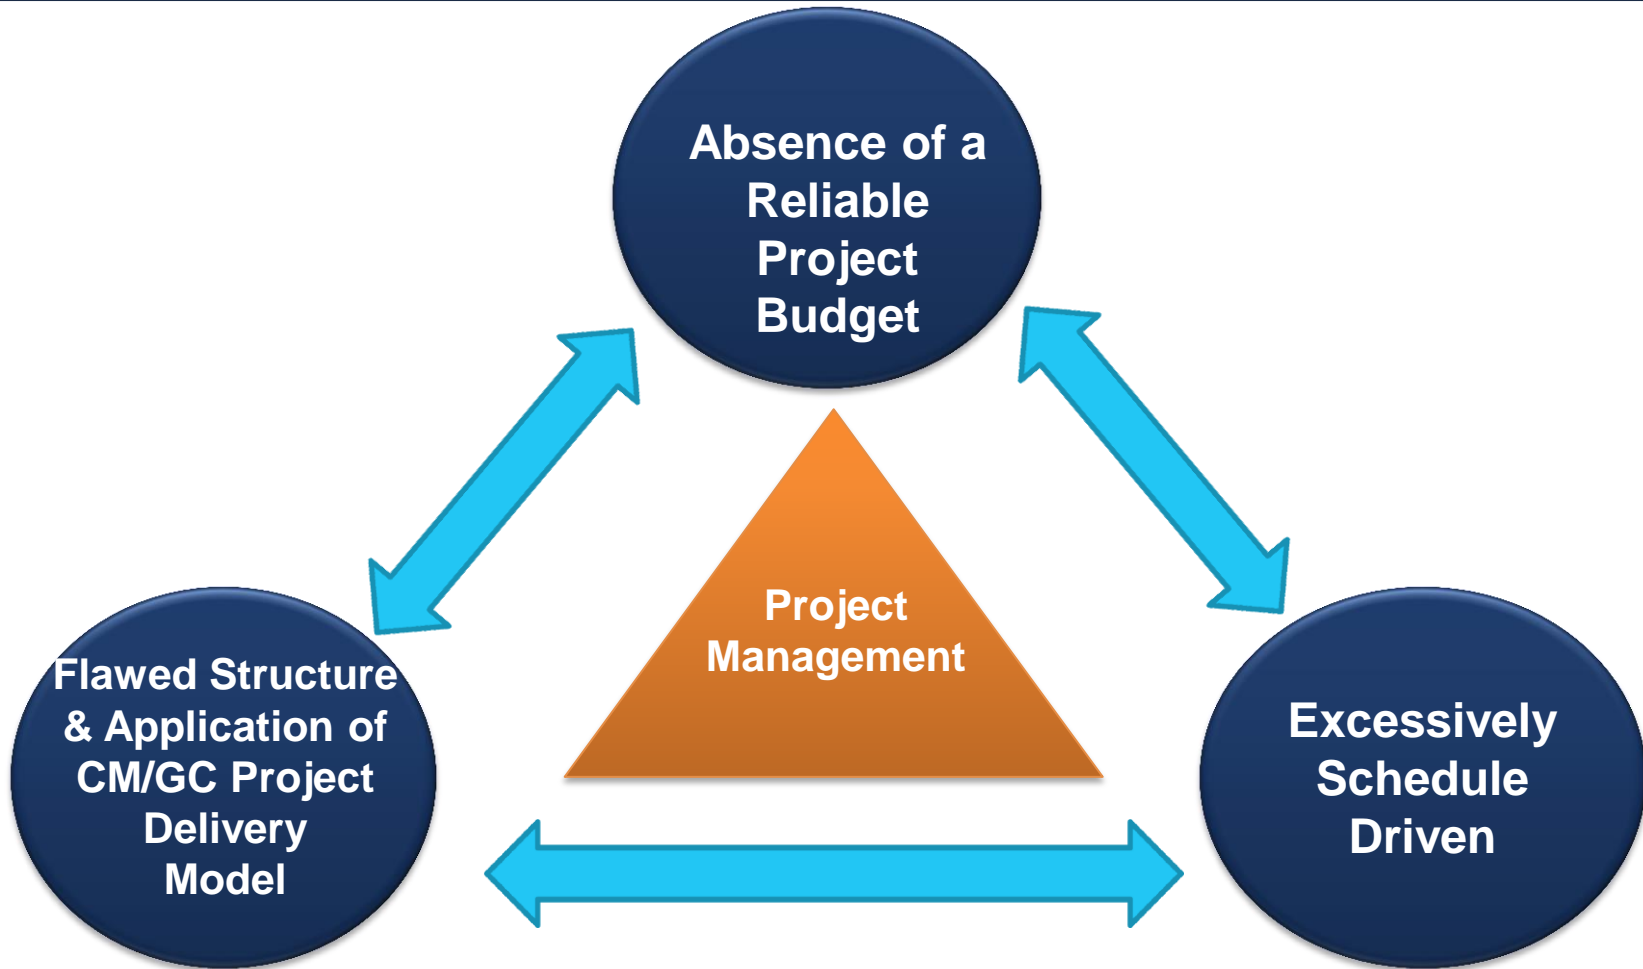 Absence of a
Reliable
Project
Budget
Project
Management
Flawed Structure
& Application of
CM/GC Project
Delivery
Model
Excessively
Schedule
Driven